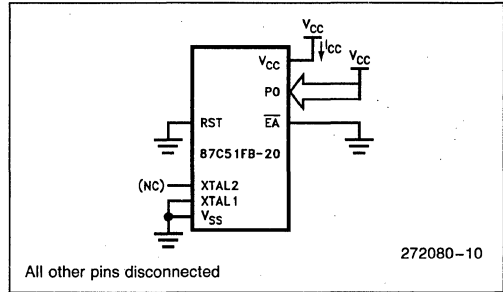 VCC
ICC
VCC
VCC
P0
RST
EA
87C51FB-20
(NC)
XTAL2
XTAL1
VSS
272080-10
All other pins disconnected